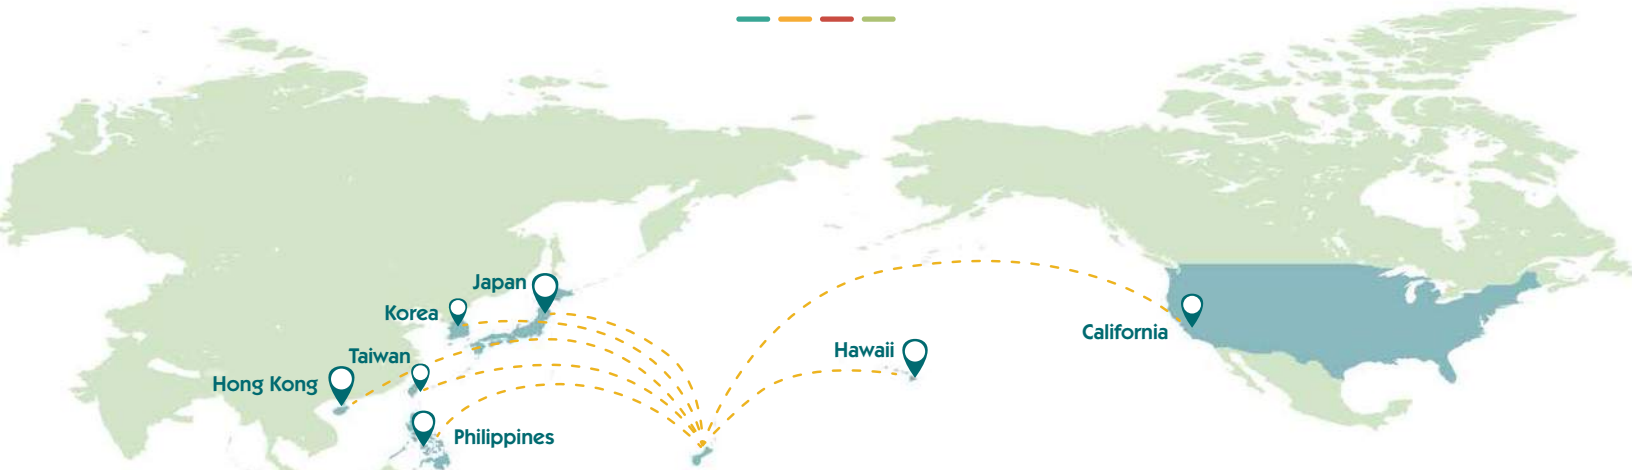 Japan
Korea
Taiwan
Hong Kong
Philippines
Hawaii
California